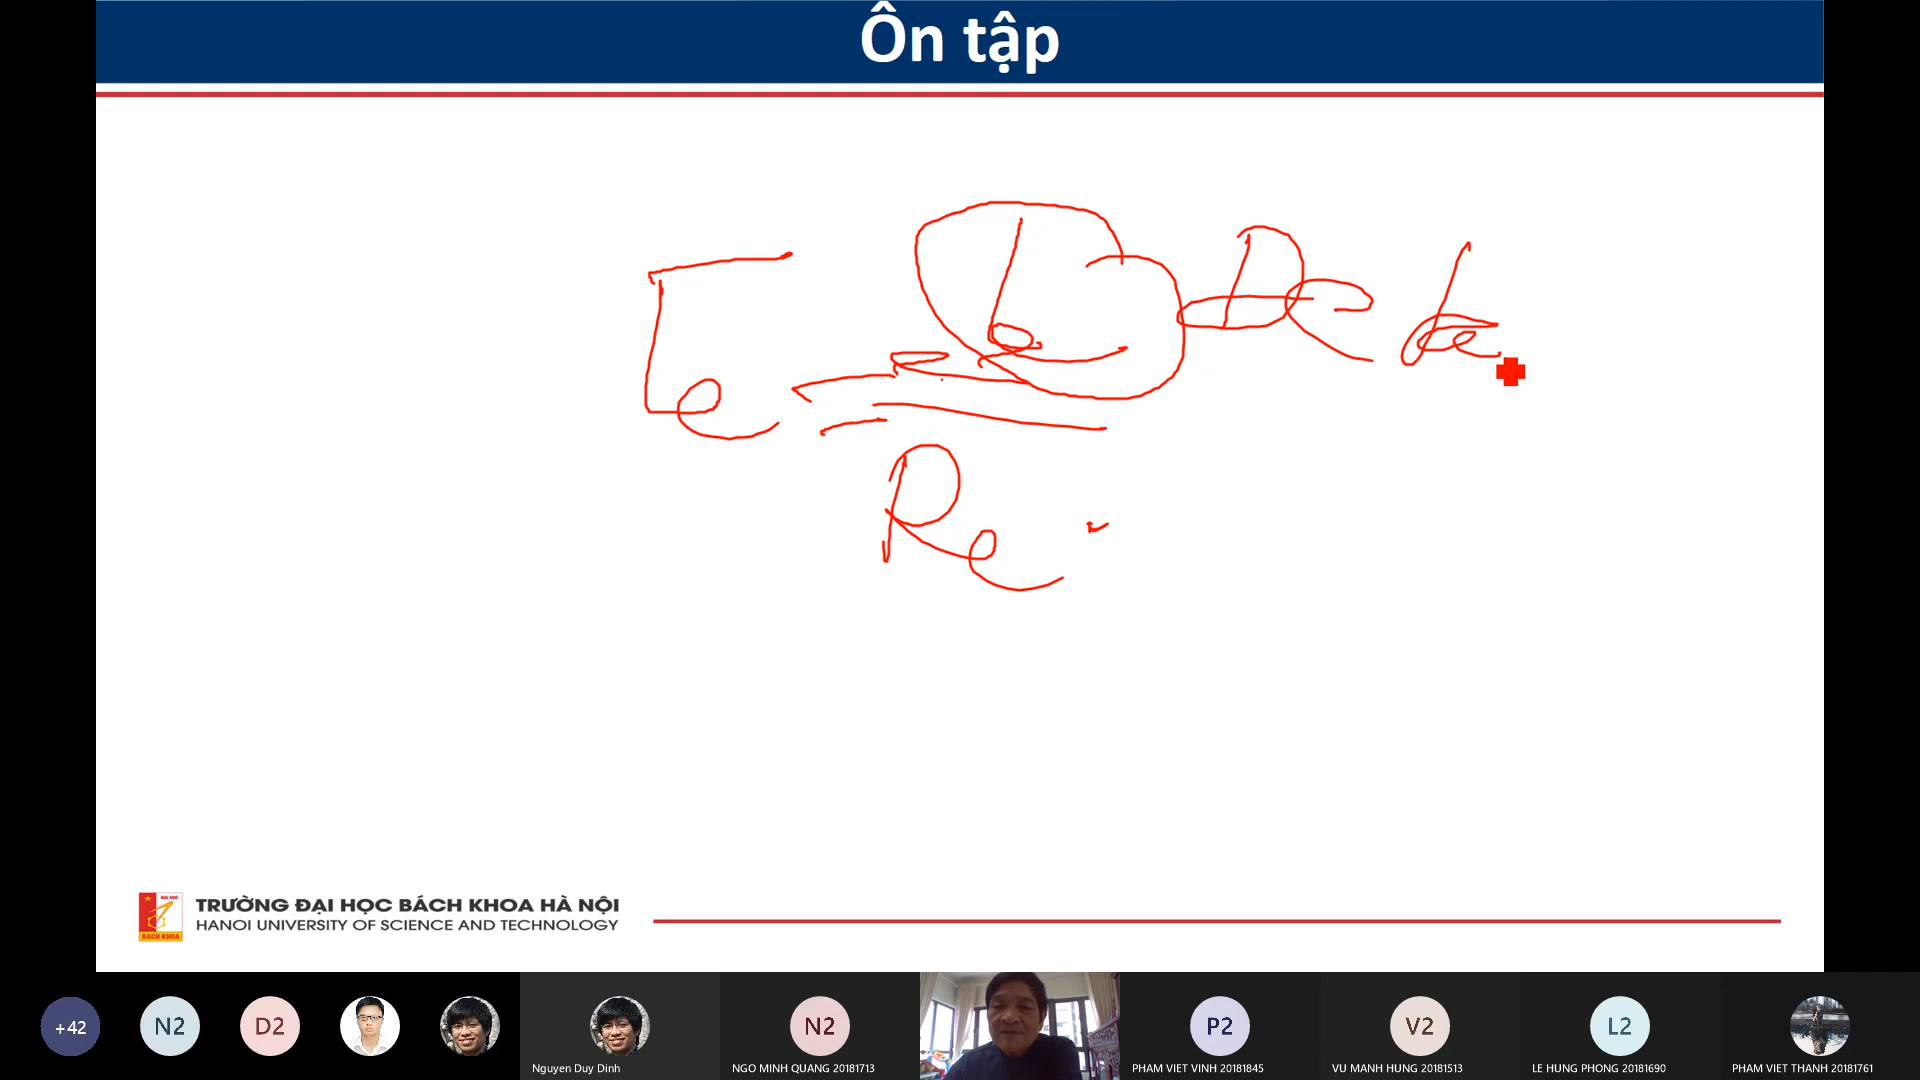 Ôn tập
Re
TRƯỜNG ĐẠI HỌC BÁCH KHOA HÀ NỘI
HANOI UNIVERSITY OF SCIENCE AND TECHNOLOGY
+42
N2
D2
Nguyen Duy Dinh
N2
NGO MINH QUANG 20181713
P2
PHAM VIET VINH 20181845
V2
VU MANH HUNG 20181513
L2
LE HUNG PHONG 20181690
PHAM VIET THANH 20181761